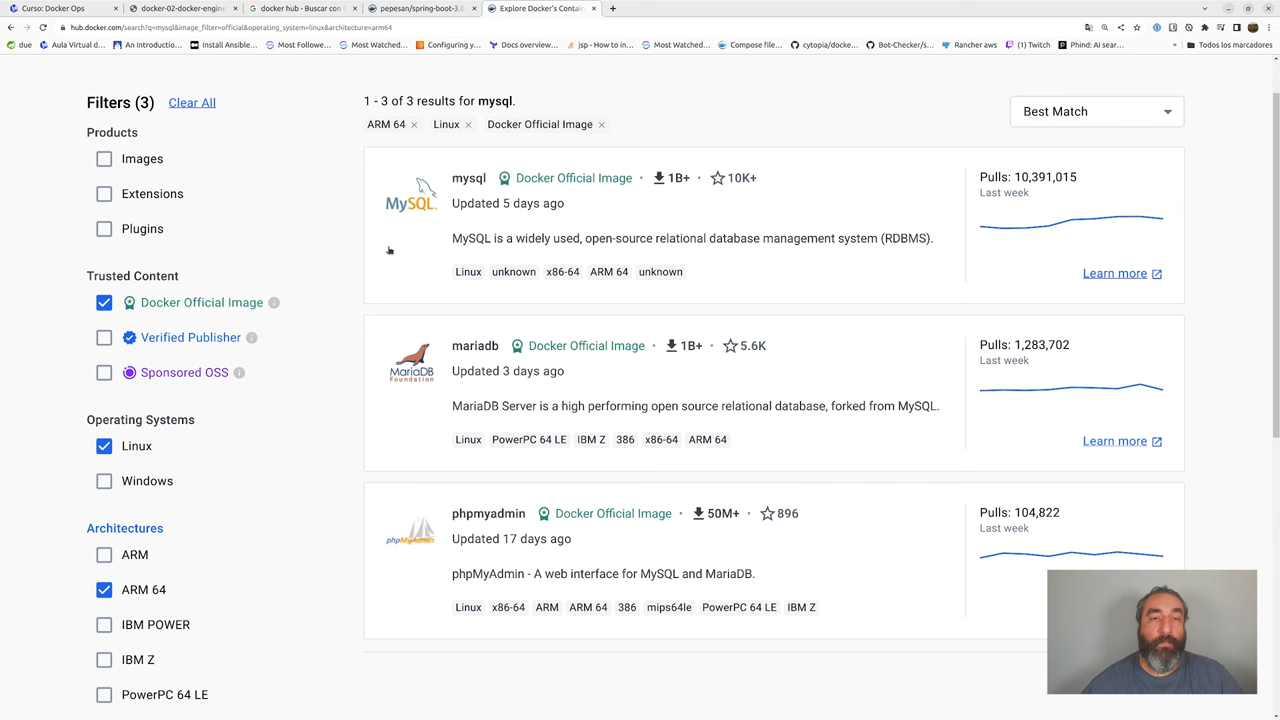 Curso: Docker Ops
docker-02-docker-engin
docker hub - Buscar con G
pepesan/spring-boot-3.0
Explore Docker's Contain
hub.docker.com/search?q=mysql&image_filter=official&operating_system=linux&architecture=arm64
due
Aula Virtual d...
An Introductio...
Install Ansible...
Most Followe...
Most Watched...
Configuring y...
Docs overview...
jsp - How to in...
Most Watched...
Compose file...
cytopia/docke...
Bot-Checker/s...
Rancher aws
(1) Twitch
Phind: AI sear...
»
Todos los marcadores
Filters (3)
Clear All
Products
Images
Extensions
Plugins
Trusted Content
Docker Official Image
Verified Publisher
Sponsored OSS
Operating Systems
Linux
Windows
Architectures
ARM
ARM 64
IBM POWER
IBM Z
PowerPC 64 LE
1 - 3 of 3 results for mysql.
ARM 64 × Linux × Docker Official Image ×
Best Match
MySQL
mysql Docker Official Image · 1B+ · 10K+
Updated 5 days ago
MySQL is a widely used, open-source relational database management system (RDBMS).
Linux unknown x86-64 ARM 64 unknown
Pulls: 10,391,015
Last week
Learn more
MariaDB
Foundation
mariadb Docker Official Image · 1B+ · 5.6K
Updated 3 days ago
MariaDB Server is a high performing open source relational database, forked from MySQL.
Linux PowerPC 64 LE IBM Z 386 x86-64 ARM 64
Pulls: 1,283,702
Last week
Learn more
phpMyAdmin
phpmyadmin Docker Official Image · 50M+ · 896
Updated 17 days ago
phpMyAdmin - A web interface for MySQL and MariaDB.
Linux x86-64 ARM ARM 64 386 mips64le PowerPC 64 LE IBM Z
Pulls: 104,822
Last week